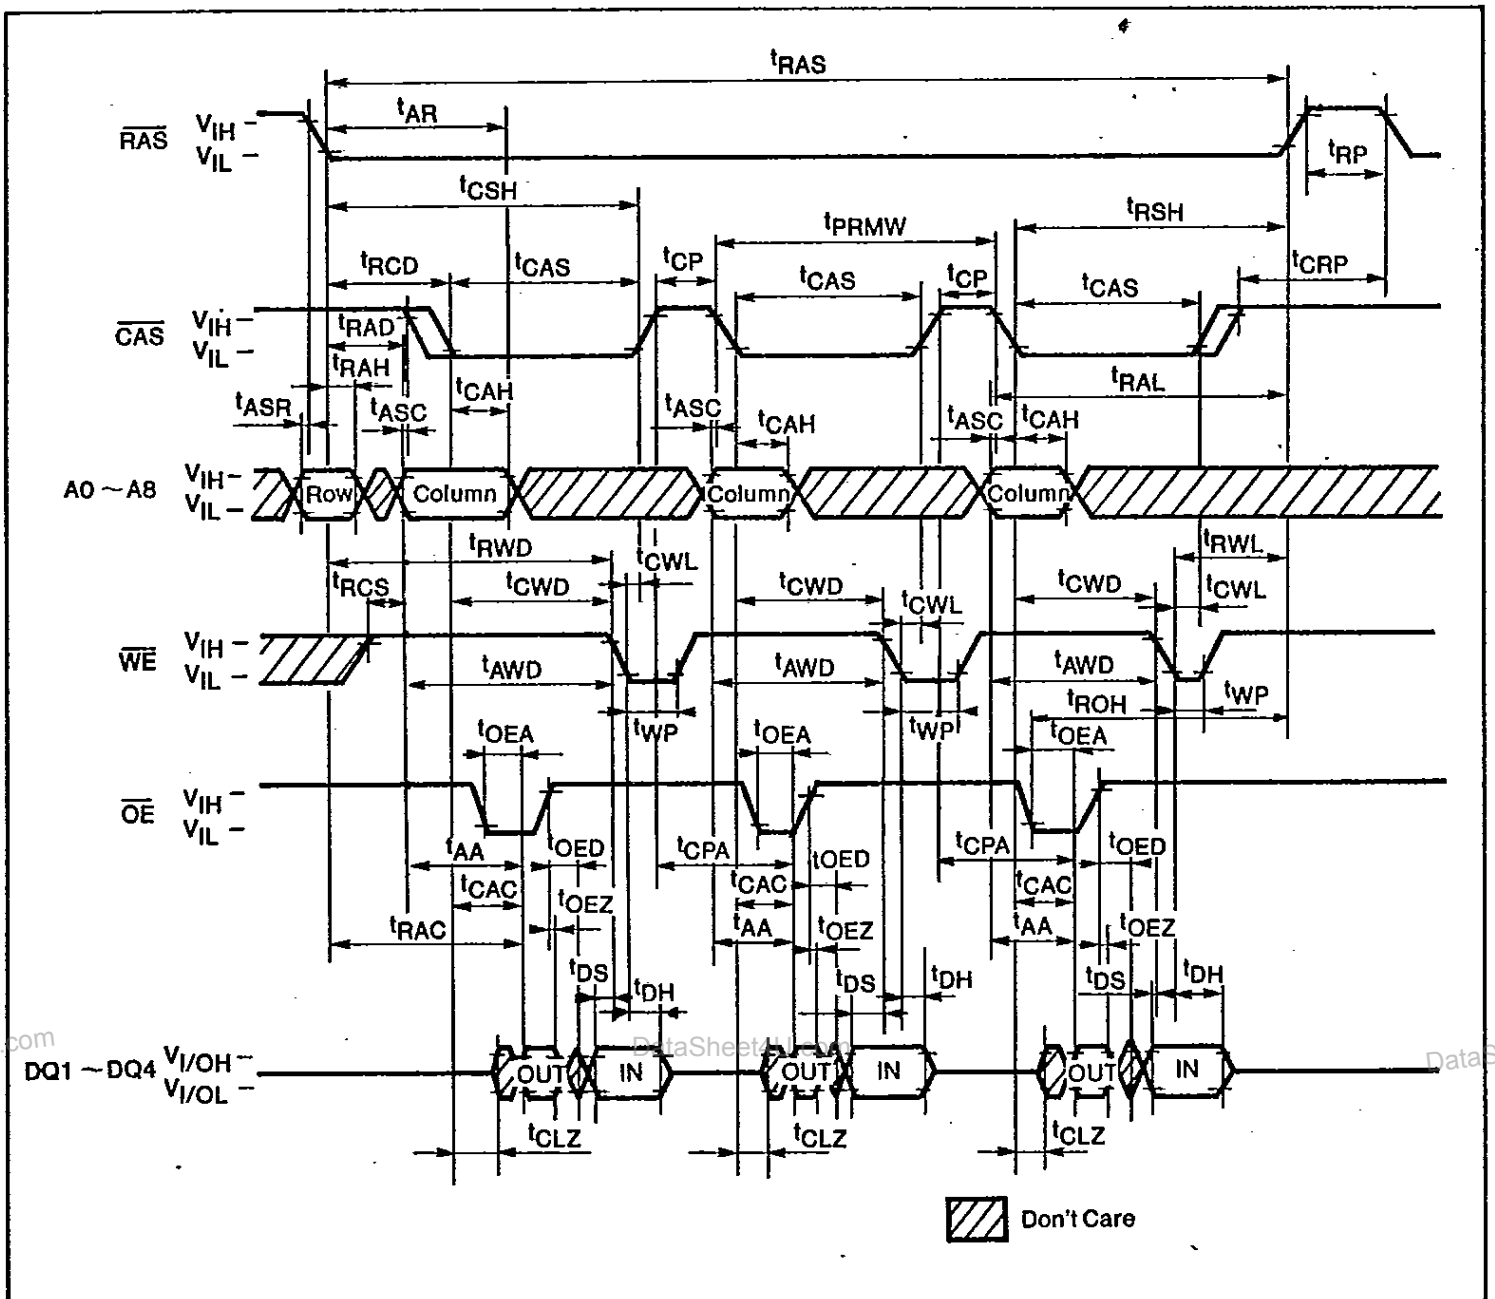 tRAS
tAR
RAS VIH
VIL
tRP
tCSH
tPRMW tRSH
tRCD tCAS tCP tCAS tCP tCAS tCRP
CAS VIH
VIL
tRAD
tRAH tRAL
tASR tASC tCAH tASC tCAH tASC tCAH
A0 ~ A8 VIH
VIL
Row Column Column Column
tRWD tCWL tRWL
tRCS tCWD tCWD tCWL tCWD tCWL
WE VIH
VIL
tAWD tAWD tAWD
tWP tWP tROH tWP
tOEA tOEA tOEA
OE VIH
VIL
tAA tOED tCPA tOED tCPA tOED
tCAC tOEZ tCAC tCAC
tRAC tAA tOEZ tAA tOEZ
tDS tDH tDS tDH tDS tDH
.com DataSheet4U.com DataS
DQ1 ~ DQ4 VI/OH
VI/OL
OUT IN OUT IN OUT IN
tCLZ tCLZ tCLZ
Don't Care